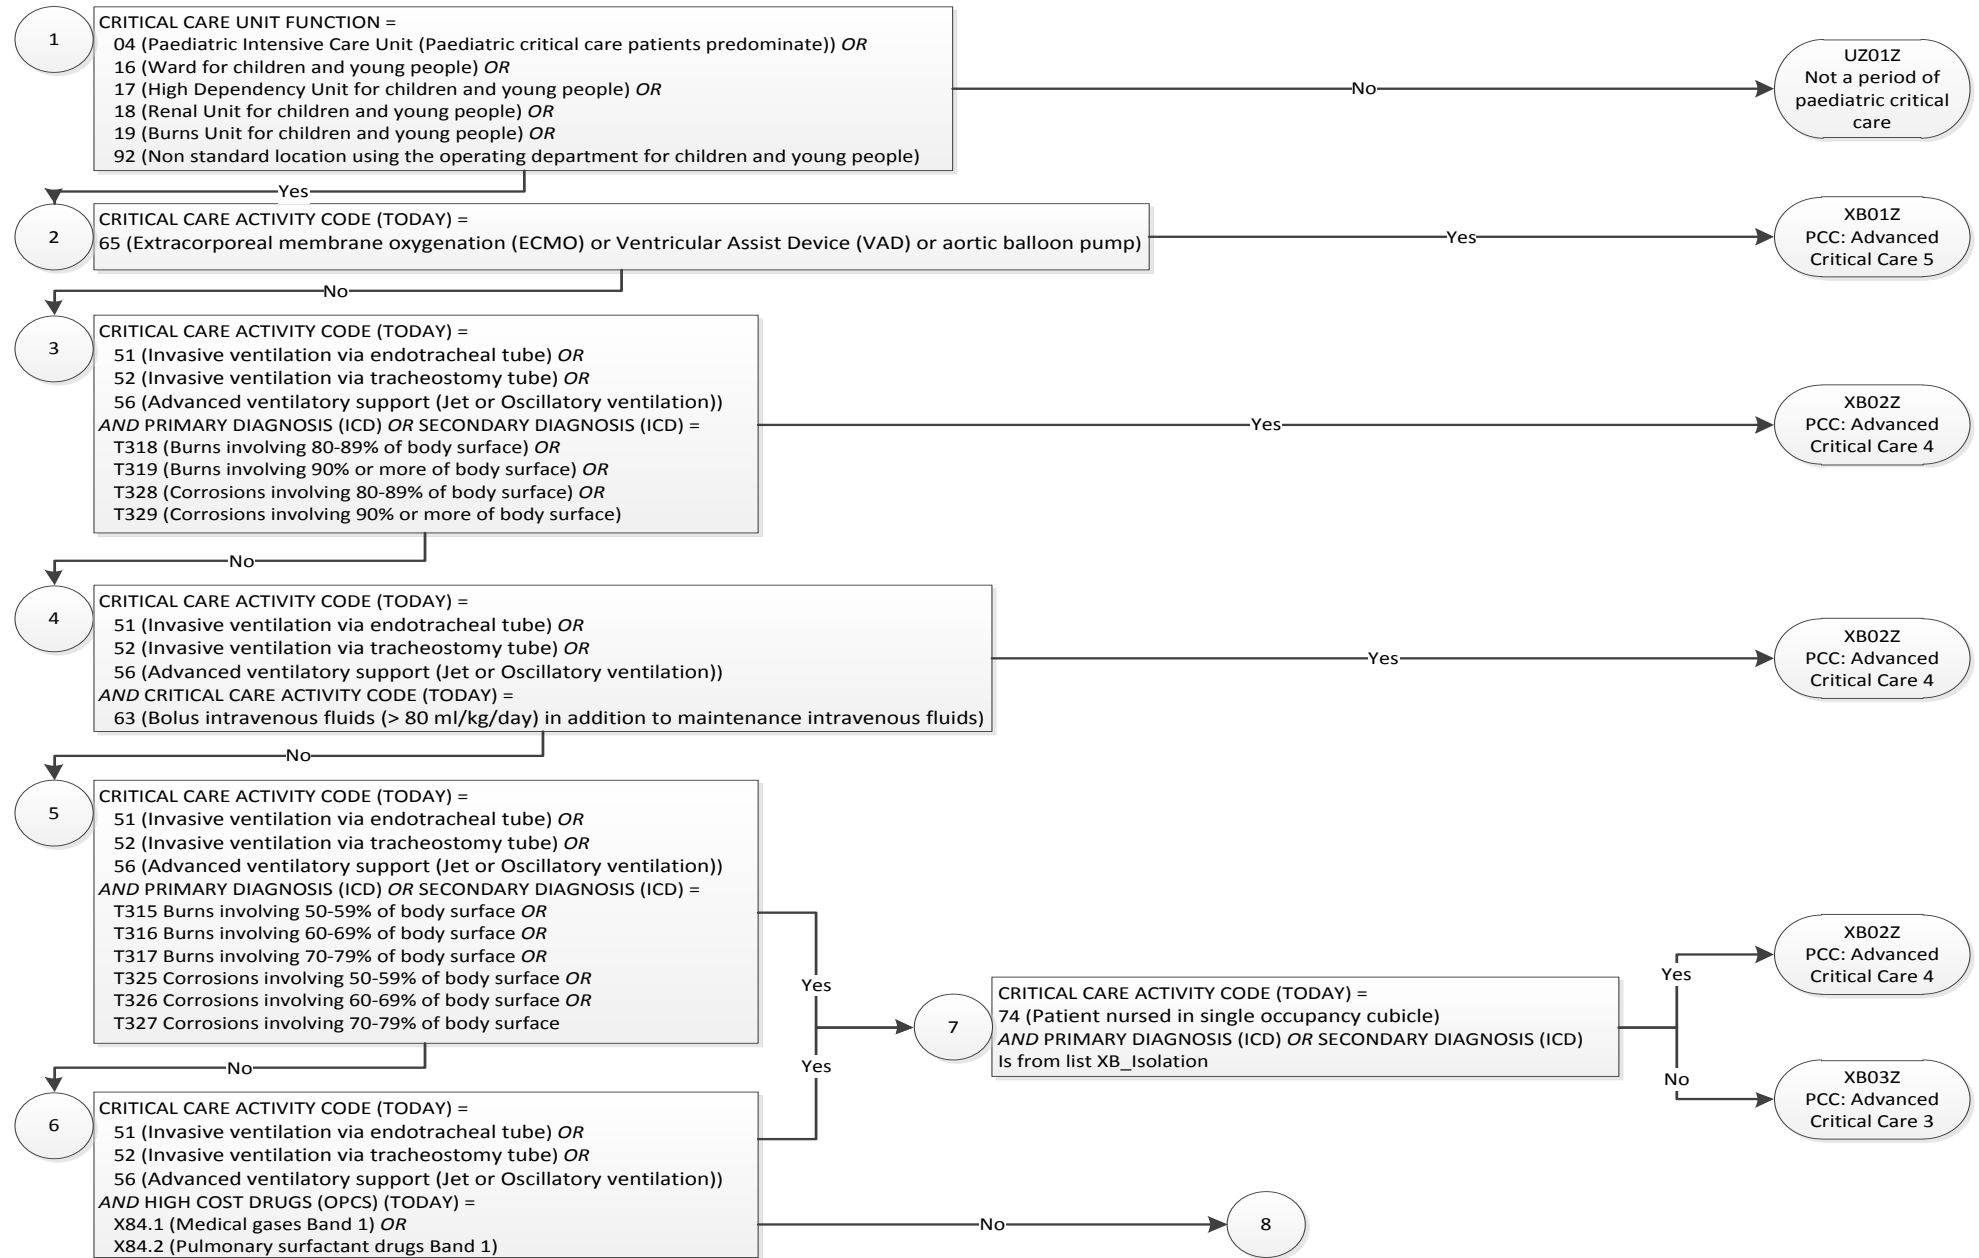 1
CRITICAL CARE UNIT FUNCTION =
04 (Paediatric Intensive Care Unit (Paediatric critical care patients predominate)) OR
16 (Ward for children and young people) OR
17 (High Dependency Unit for children and young people) OR
18 (Renal Unit for children and young people) OR
19 (Burns Unit for children and young people) OR
92 (Non standard location using the operating department for children and young people)
No
UZ01Z
Not a period of
paediatric critical
care
Yes
2
CRITICAL CARE ACTIVITY CODE (TODAY) =
65 (Extracorporeal membrane oxygenation (ECMO) or Ventricular Assist Device (VAD) or aortic balloon pump)
Yes
XB01Z
PCC: Advanced
Critical Care 5
No
3
CRITICAL CARE ACTIVITY CODE (TODAY) =
51 (Invasive ventilation via endotracheal tube) OR
52 (Invasive ventilation via tracheostomy tube) OR
56 (Advanced ventilatory support (Jet or Oscillatory ventilation))
AND PRIMARY DIAGNOSIS (ICD) OR SECONDARY DIAGNOSIS (ICD) =
T318 (Burns involving 80-89% of body surface) OR
T319 (Burns involving 90% or more of body surface) OR
T328 (Corrosions involving 80-89% of body surface) OR
T329 (Corrosions involving 90% or more of body surface)
Yes
XB02Z
PCC: Advanced
Critical Care 4
No
4
CRITICAL CARE ACTIVITY CODE (TODAY) =
51 (Invasive ventilation via endotracheal tube) OR
52 (Invasive ventilation via tracheostomy tube) OR
56 (Advanced ventilatory support (Jet or Oscillatory ventilation))
AND CRITICAL CARE ACTIVITY CODE (TODAY) =
63 (Bolus intravenous fluids (> 80 ml/kg/day) in addition to maintenance intravenous fluids)
Yes
XB02Z
PCC: Advanced
Critical Care 4
No
5
CRITICAL CARE ACTIVITY CODE (TODAY) =
51 (Invasive ventilation via endotracheal tube) OR
52 (Invasive ventilation via tracheostomy tube) OR
56 (Advanced ventilatory support (Jet or Oscillatory ventilation))
AND PRIMARY DIAGNOSIS (ICD) OR SECONDARY DIAGNOSIS (ICD) =
T315 Burns involving 50-59% of body surface OR
T316 Burns involving 60-69% of body surface OR
T317 Burns involving 70-79% of body surface OR
T325 Corrosions involving 50-59% of body surface OR
T326 Corrosions involving 60-69% of body surface OR
T327 Corrosions involving 70-79% of body surface
Yes
No
6
CRITICAL CARE ACTIVITY CODE (TODAY) =
51 (Invasive ventilation via endotracheal tube) OR
52 (Invasive ventilation via tracheostomy tube) OR
56 (Advanced ventilatory support (Jet or Oscillatory ventilation))
AND HIGH COST DRUGS (OPCS) (TODAY) =
X84.1 (Medical gases Band 1) OR
X84.2 (Pulmonary surfactant drugs Band 1)
Yes
No
8
7
CRITICAL CARE ACTIVITY CODE (TODAY) =
74 (Patient nursed in single occupancy cubicle)
AND PRIMARY DIAGNOSIS (ICD) OR SECONDARY DIAGNOSIS (ICD)
Is from list XB_Isolation
Yes
XB02Z
PCC: Advanced
Critical Care 4
No
XB03Z
PCC: Advanced
Critical Care 3